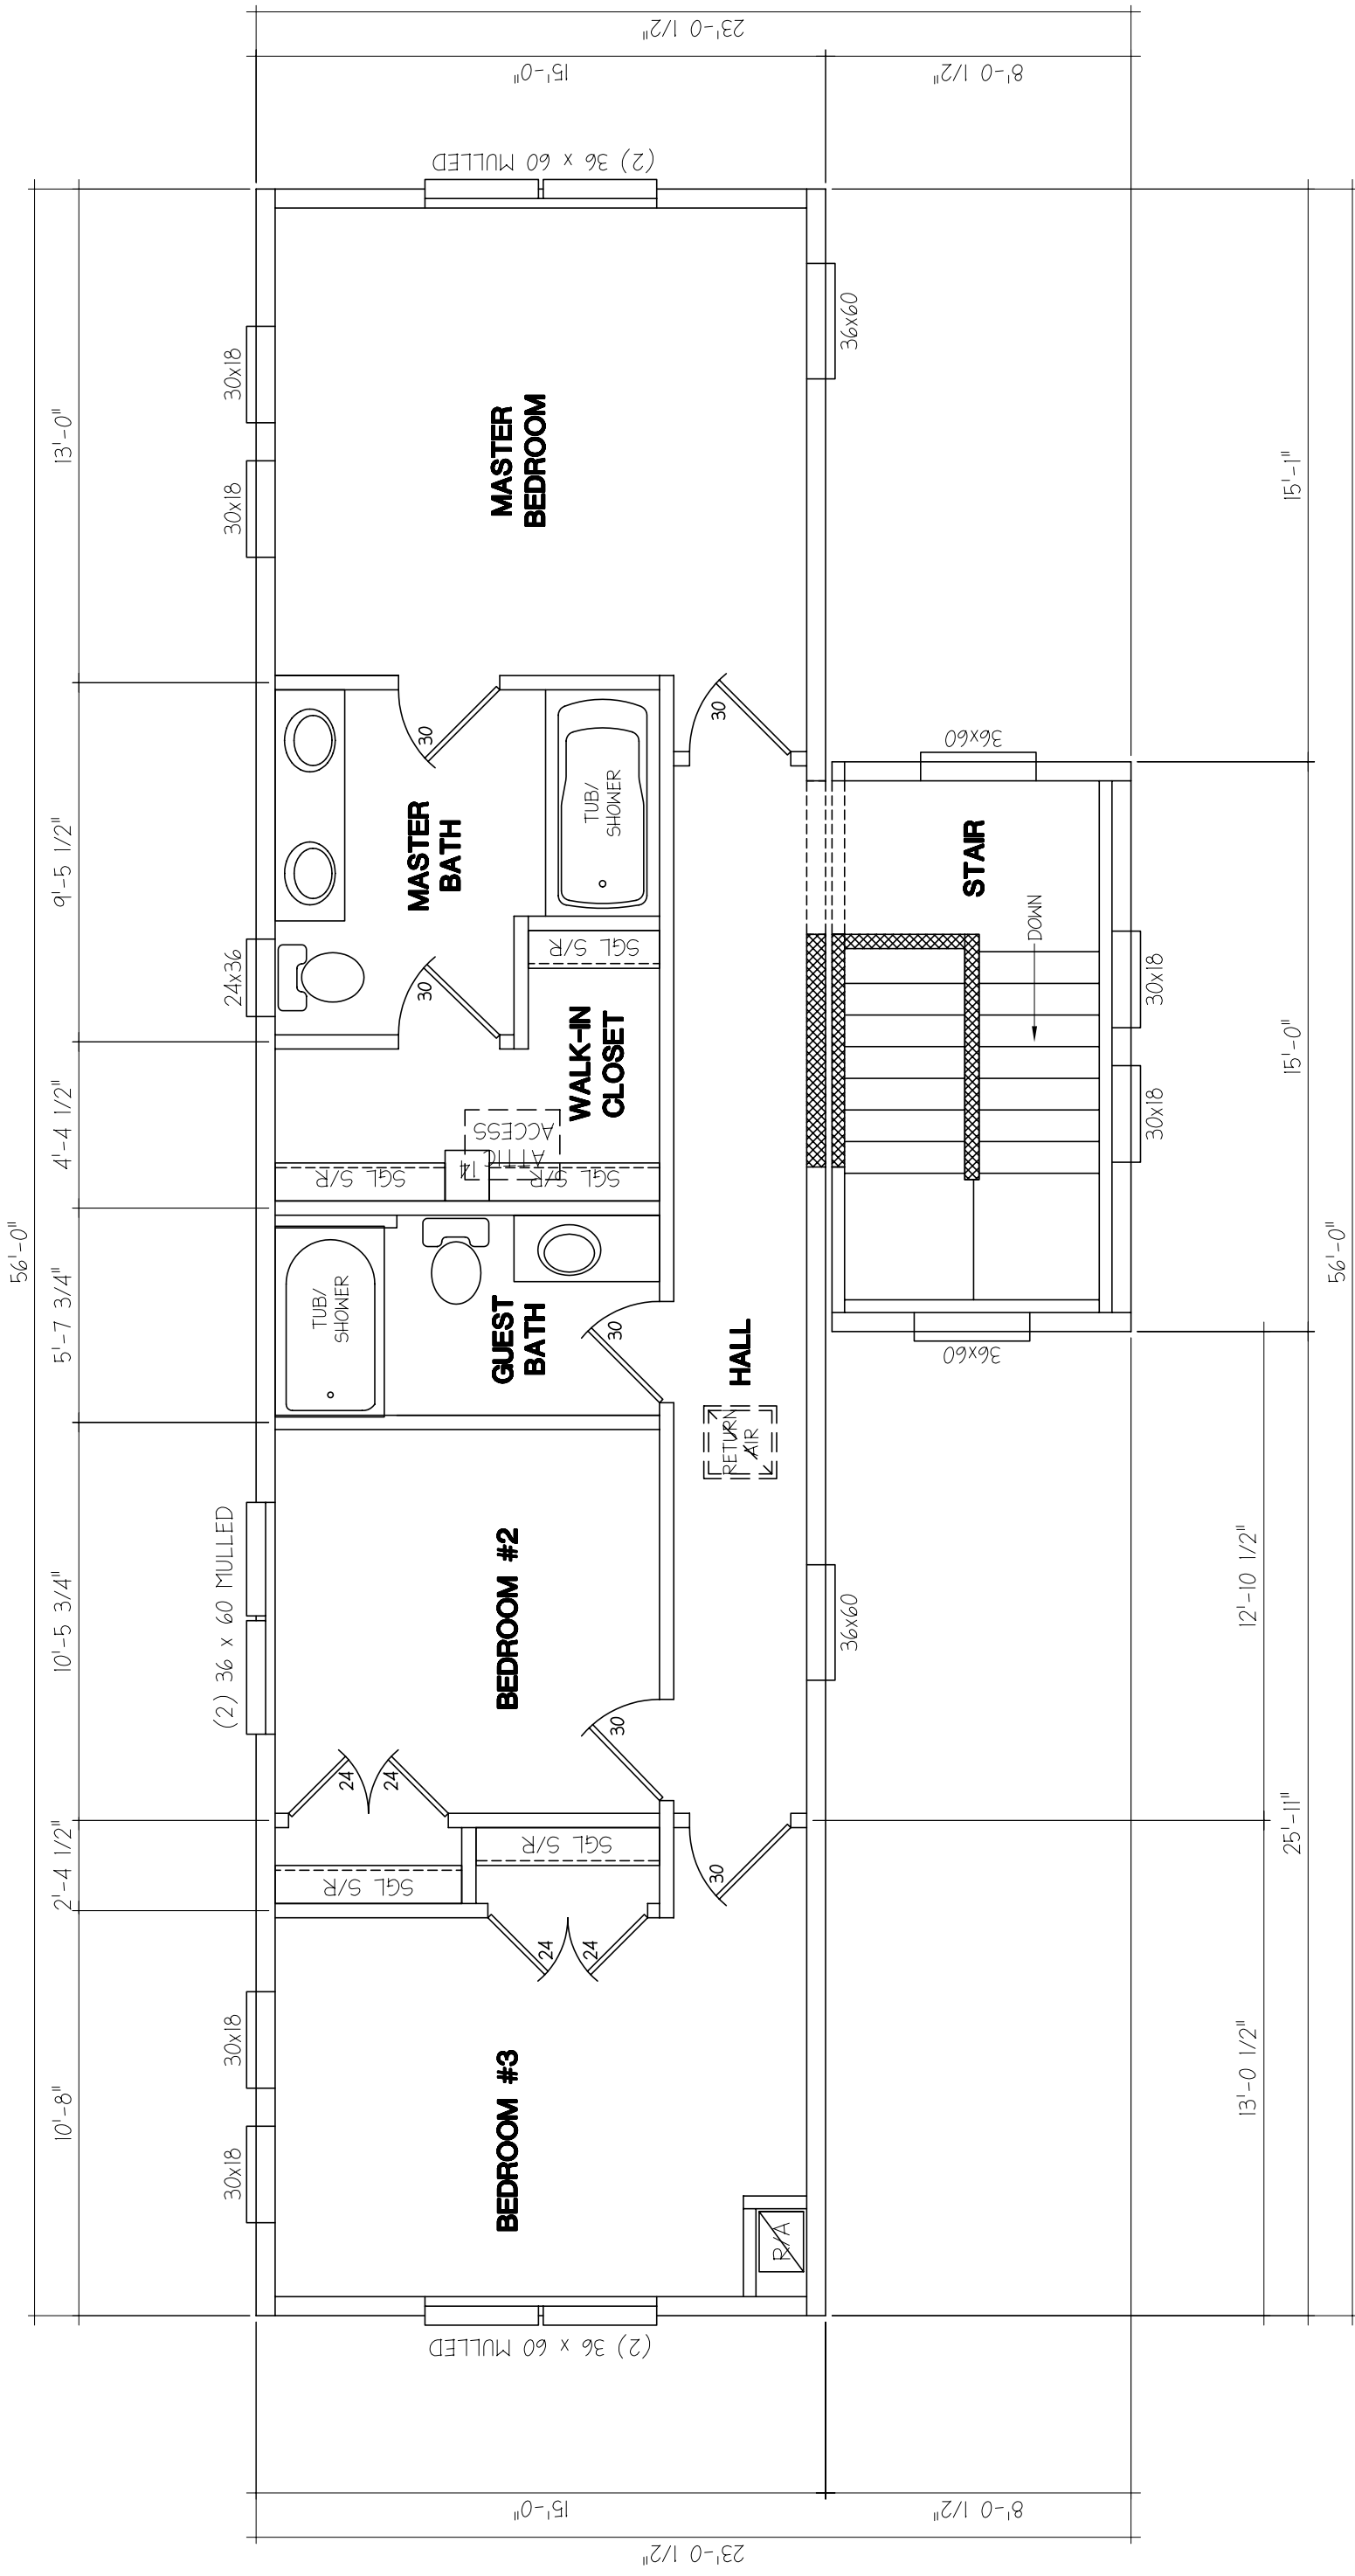 23'-0 1/2"
15'-0"
8'-0 1/2"
(2) 36 x 60 MULLED
56'-0"
13'-0"
9'-5 1/2"
4'-4 1/2"
5'-7 3/4"
10'-5 3/4"
2'-4 1/2"
10'-8"
30x18
30x18
24x36
(2) 36 x 60 MULLED
30x18
30x18
MASTER
BEDROOM
36x60
30
30
MASTER
BATH
TUB/
SHOWER
30
SGL S/R
WALK-IN
CLOSET
ATTIC
ACCESS
SGL S/R
14
SGL S/R
36x60
STAIR
DOWN
30x18
30x18
36x60
TUB/
SHOWER
GUEST
BATH
30
HALL
RETURN
AIR
BEDROOM #2
30
36x60
24
24
SGL S/R
SGL S/R
30
24
24
BEDROOM #3
R/A
(2) 36 x 60 MULLED
15'-1"
15'-0"
25'-11"
12'-10 1/2"
13'-0 1/2"
56'-0"
15'-0"
8'-0 1/2"
23'-0 1/2"